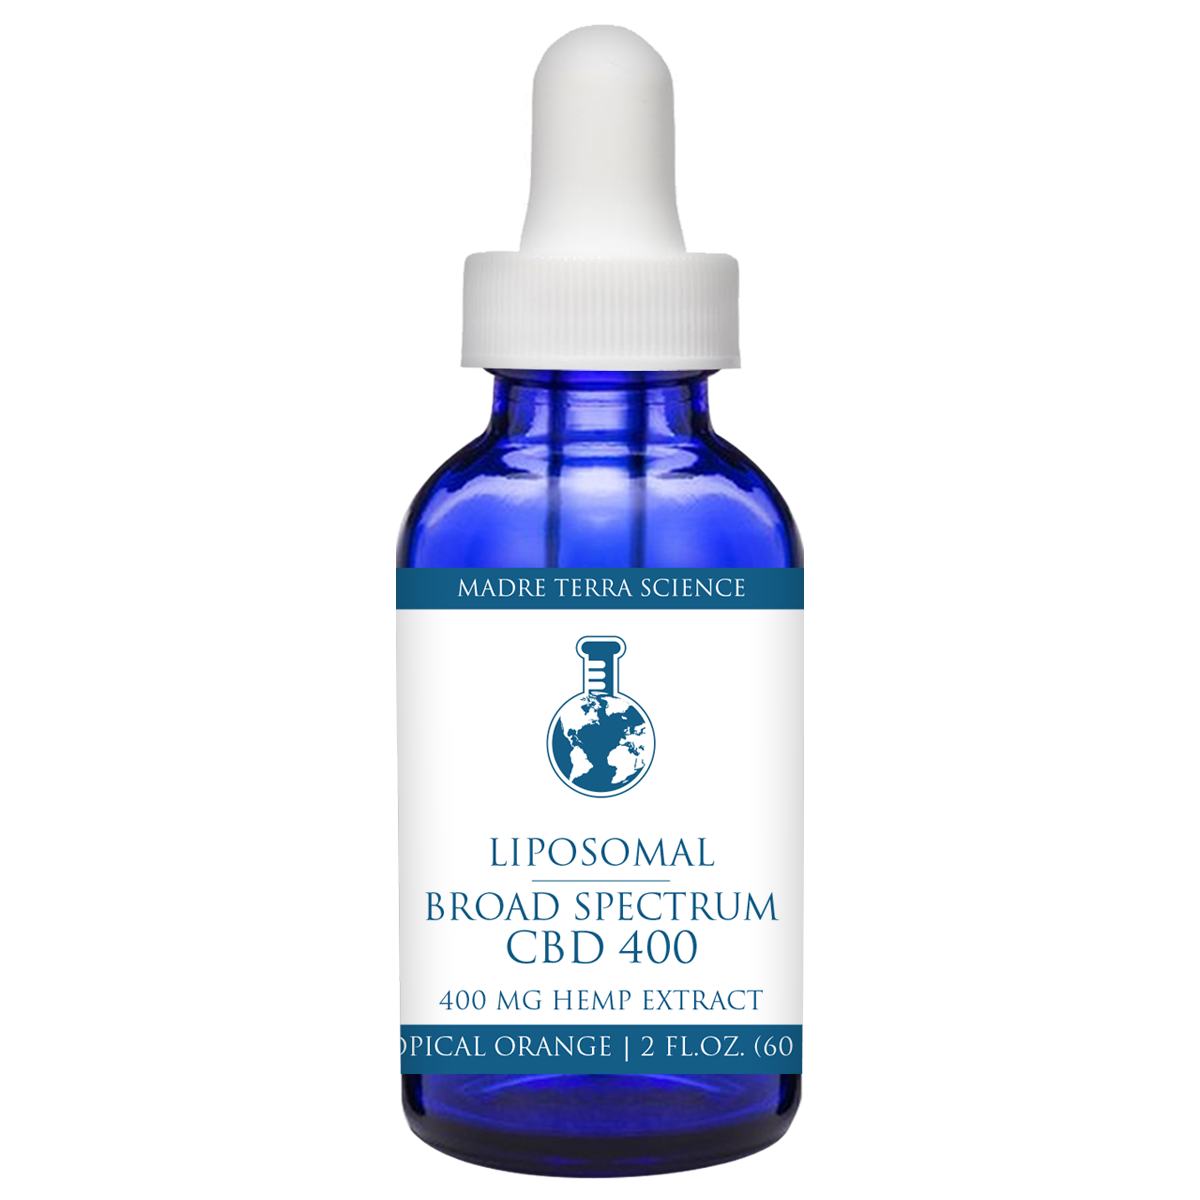 MADRE TERRA SCIENCE
LIPOSOMAL
BROAD SPECTRUM
CBD 400
400 MG HEMP EXTRACT
OPICAL ORANGE | 2 FL.OZ. (60